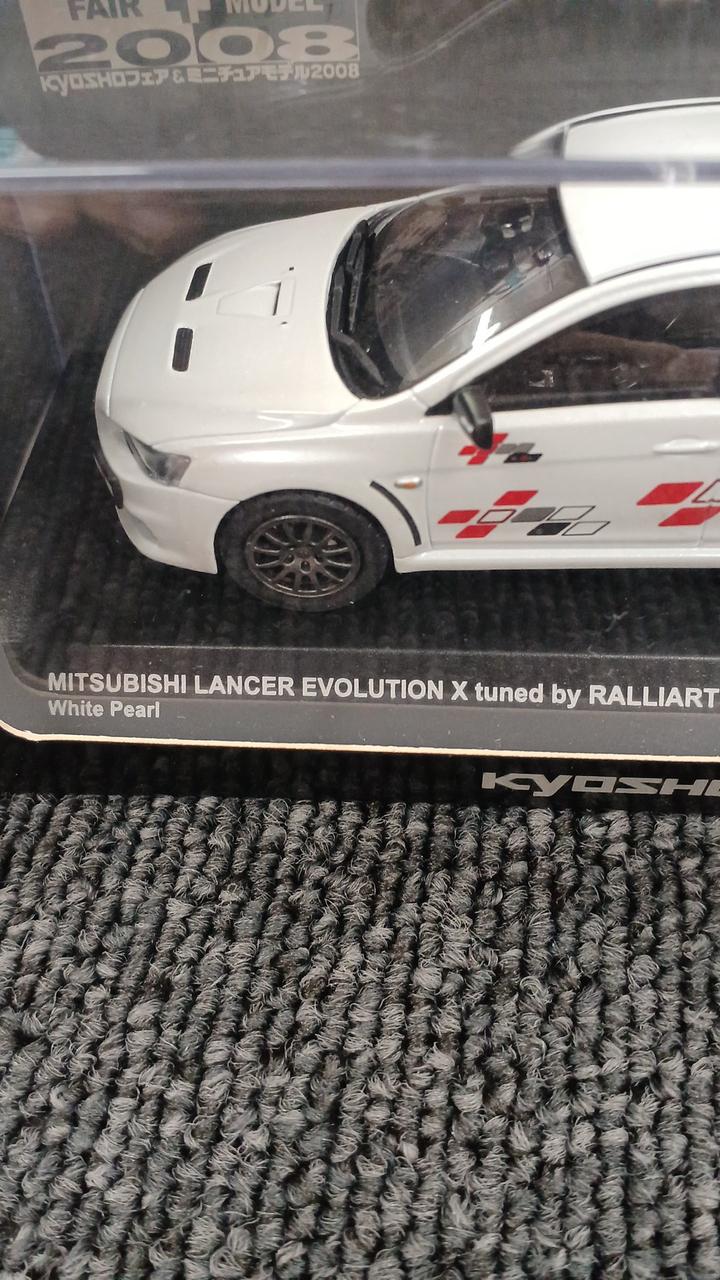 FAIR MODEL
2008
KYOSHOフェア&ミニチュアモデル2008
MITSUBISHI LANCER EVOLUTION X tuned by RALLIART
White Pearl
KYOSHO